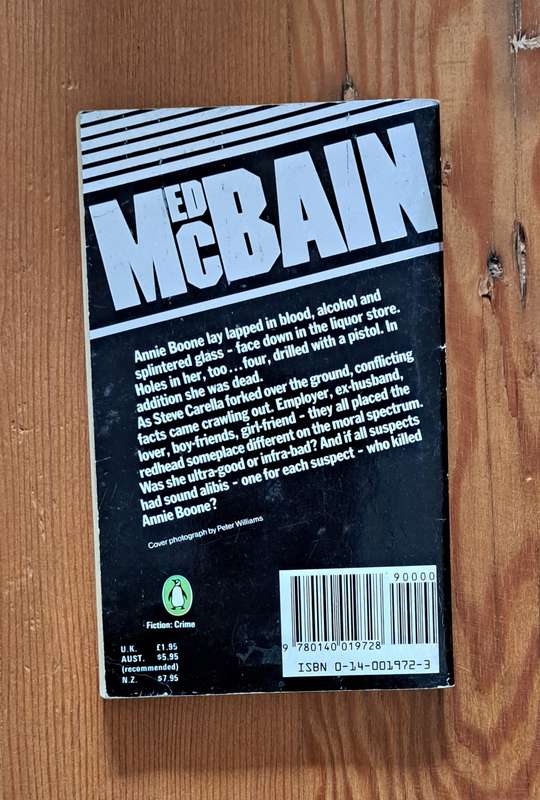 ED McBAIN
Annie Boone lay lapped in blood, alcohol and
splintered glass – face down in the liquor store.
Holes in her, too ... four, drilled with a pistol. In
addition she was dead.
As Steve Carella forked over the ground, conflicting
facts came crawling out. Employer, ex-husband,
lover, boy-friends, girl-friend – they all placed the
redhead someplace different on the moral spectrum.
Was she ultra-good or infra-bad? And if all suspects
had sound alibis – one for each suspect – who killed
Annie Boone?
Cover photograph by Peter Williams
Fiction: Crime
U.K. £1.95
AUST. $5.95
(recommended)
N.Z. $7.95
90000
9 780140 019728
ISBN 0-14-001972-3